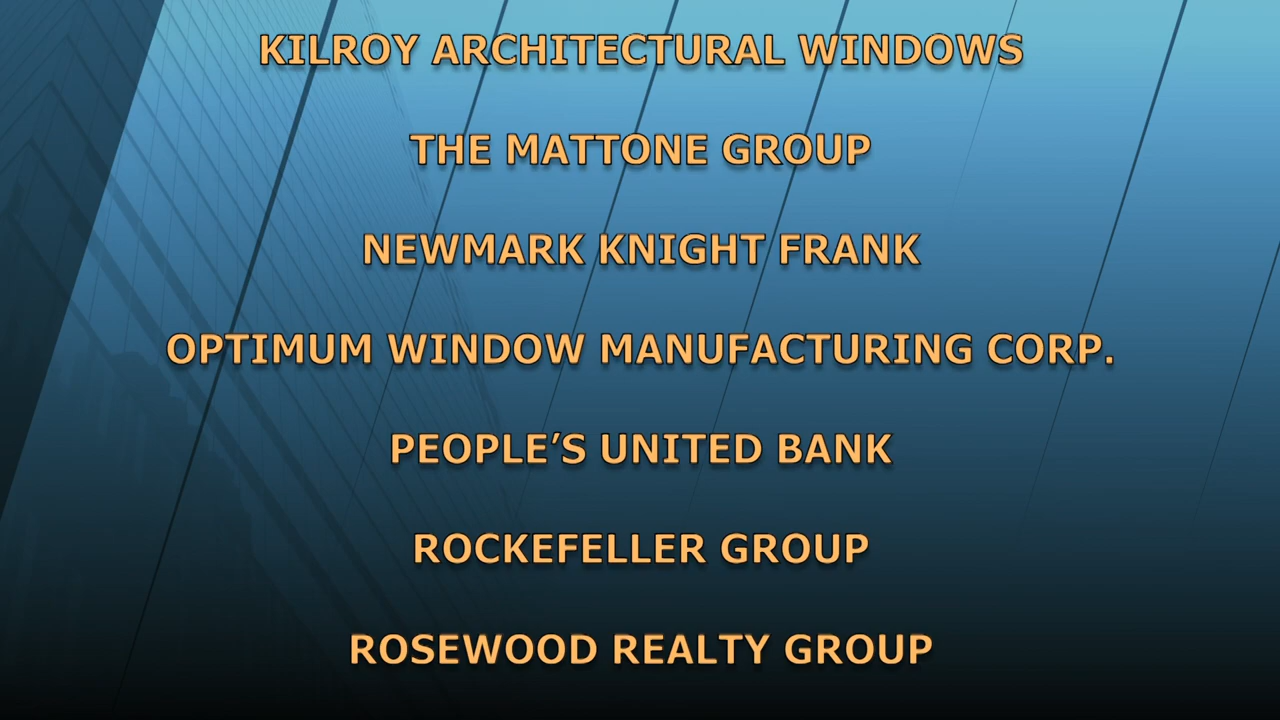 KILROY ARCHITECTURAL WINDOWS
THE MATTONE GROUP
NEWMARK KNIGHT FRANK
OPTIMUM WINDOW MANUFACTURING CORP.
PEOPLE’S UNITED BANK
ROCKEFELLER GROUP
ROSEWOOD REALTY GROUP